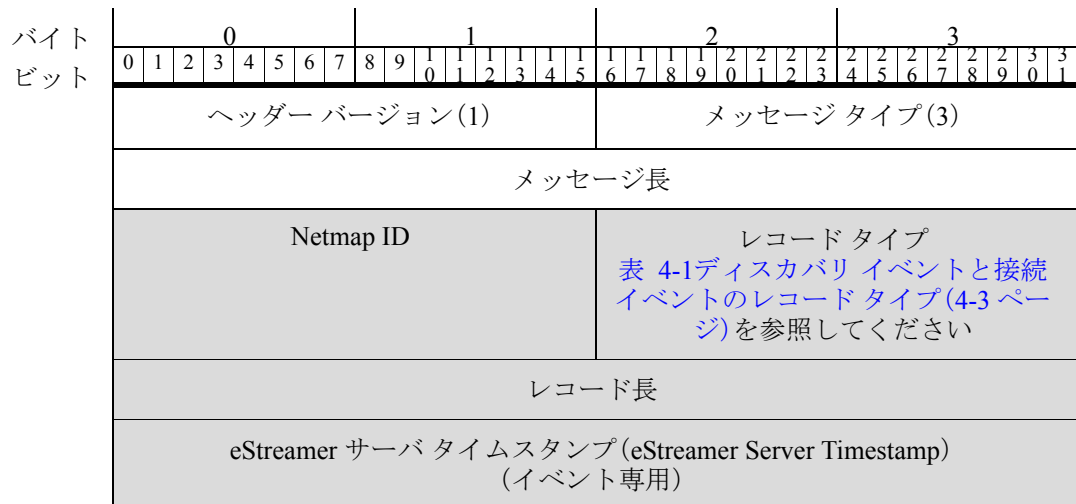 バイト 0 1 2 3
ビット 0 1 2 3 4 5 6 7 8 9 10 11 12 13 14 15 16 17 18 19 20 21 22 23 24 25 26 27 28 29 30 31
ヘッダー バージョン(1) メッセージ タイプ(3)
メッセージ長
Netmap ID レコード タイプ
表 4-1ディスカバリ イベントと接続
イベントのレコード タイプ(4-3 ペー
ジ)を参照してください
レコード長
eStreamer サーバ タイムスタンプ(eStreamer Server Timestamp)
(イベント専用)